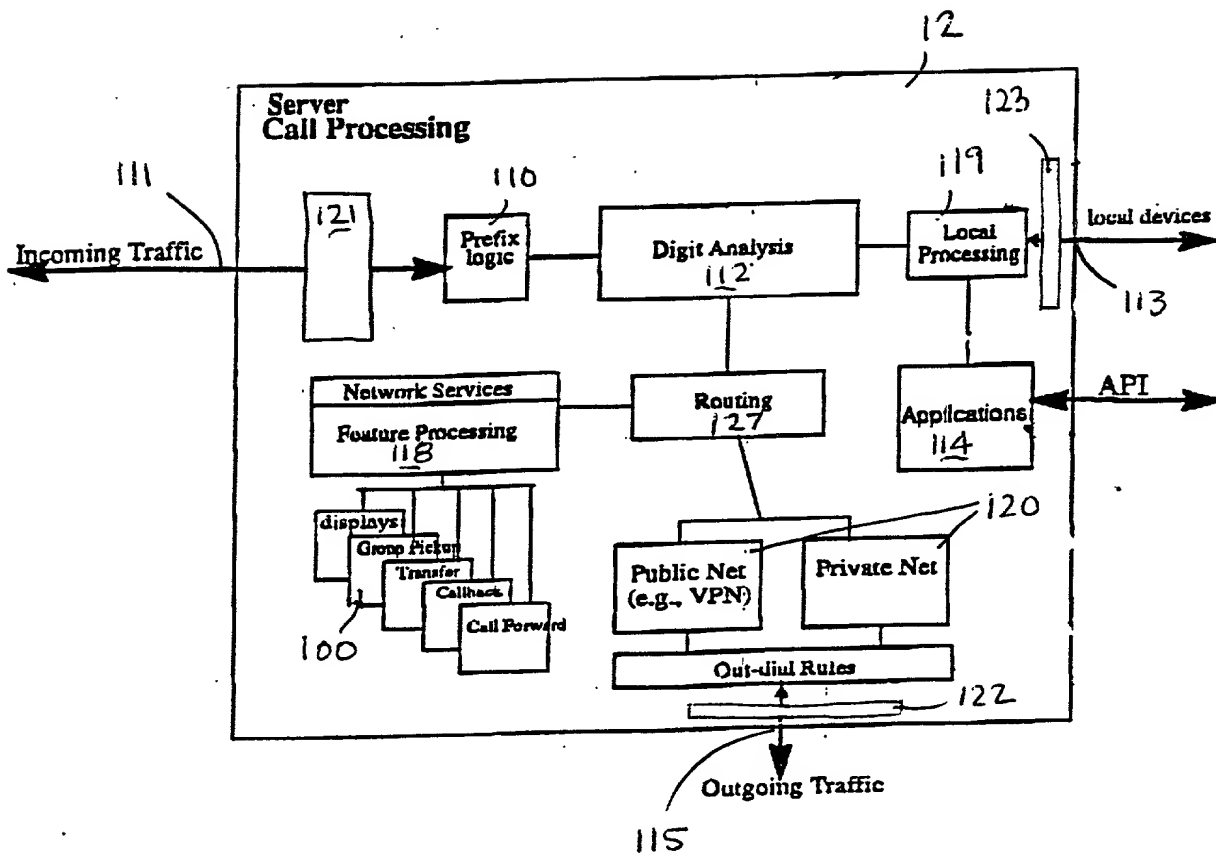 12
Server
Call Processing
123
111
110
119
121
Incoming Traffic
Prefix
logic
Digit Analysis
112
Local
Processing
local devices
113
Network Services
Feature Processing
118
Routing
127
Applications
114
API
displays
Group Pickup
Transfer
Callback
Call Forward
100
Public Net
(e.g., VPN)
Private Net
120
Out-dial Rules
122
Outgoing Traffic
115